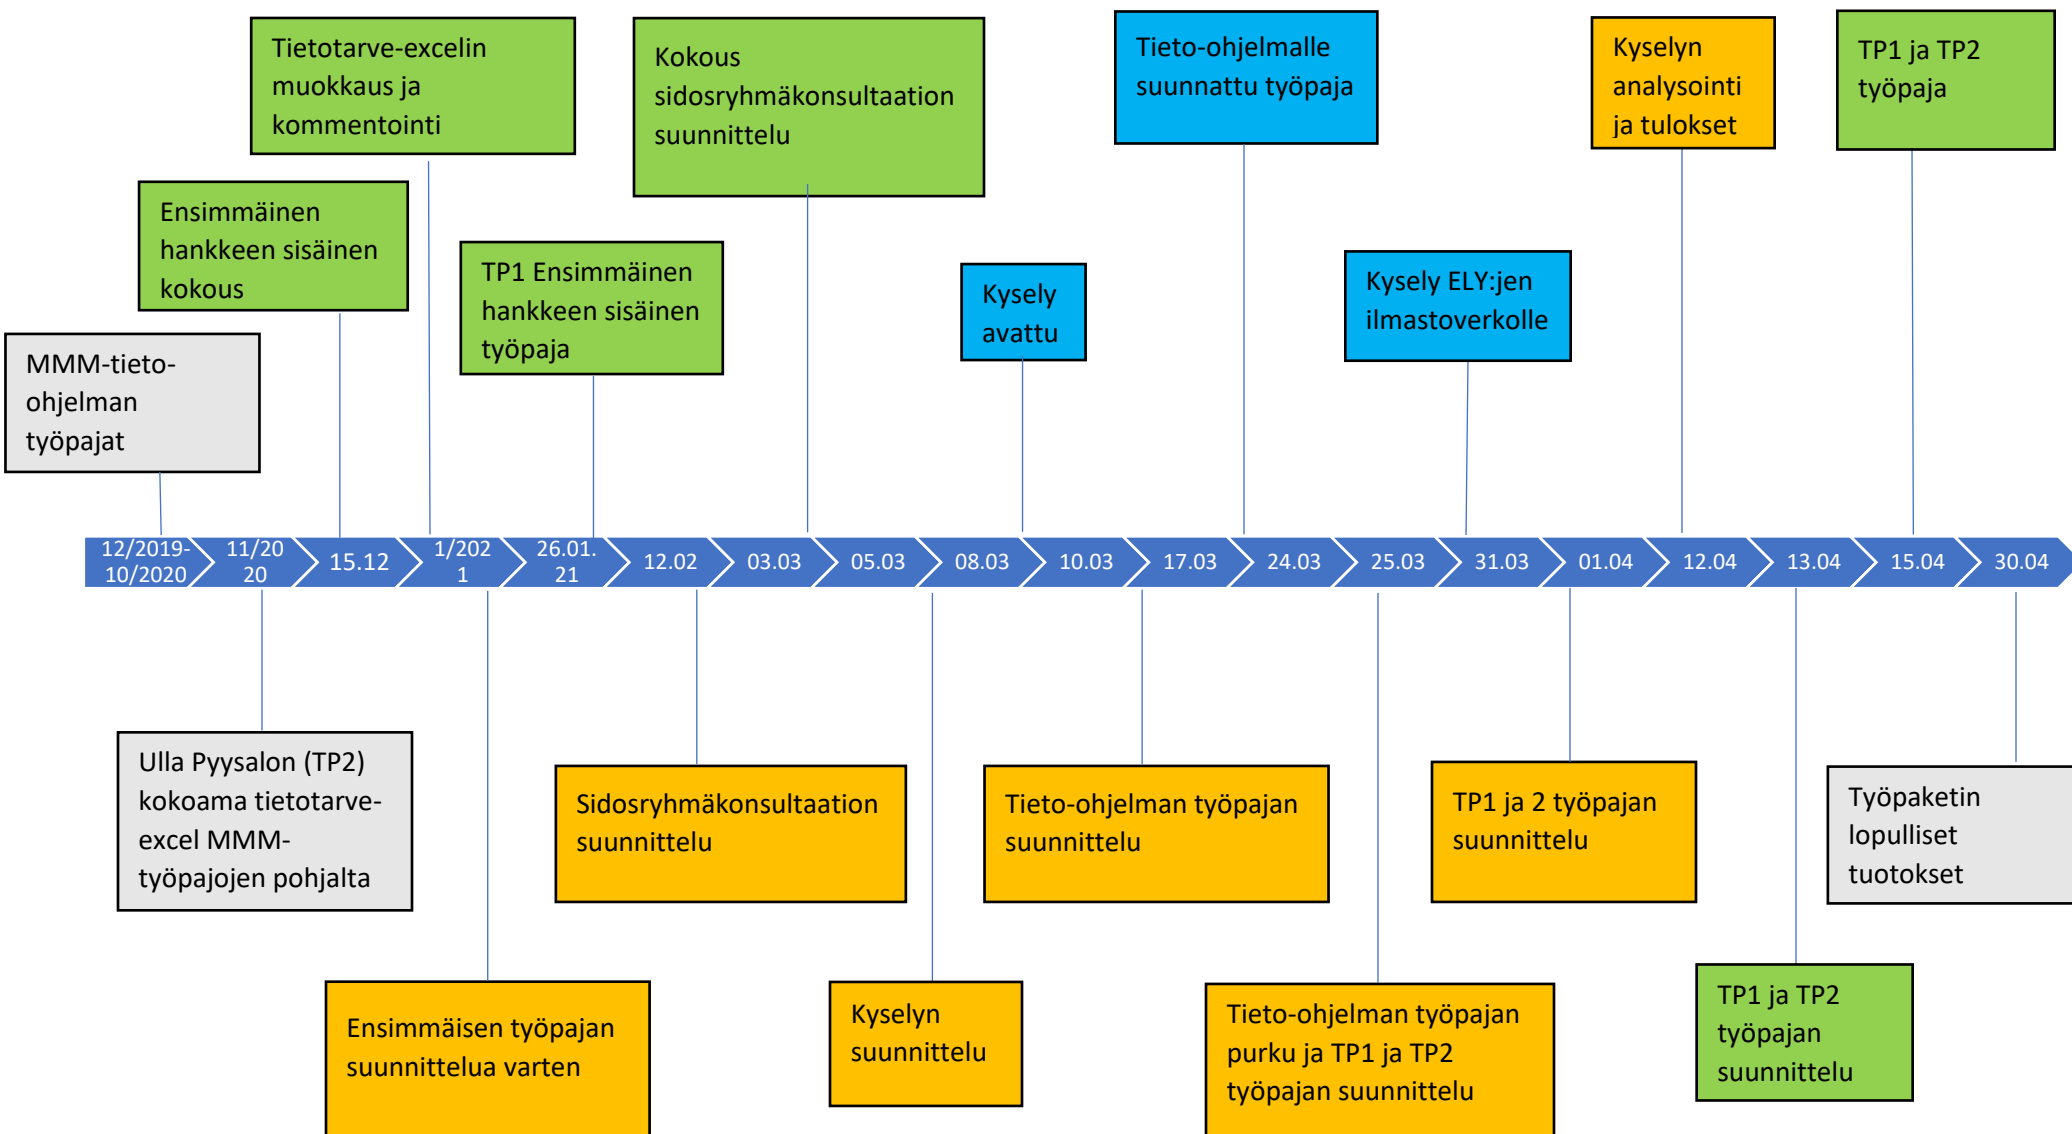 Tietotarve-excelin
muokkaus ja
kommentointi
Kokous
sidosryhmäkonsultaation
suunnittelu
Tieto-ohjelmalle
suunnattu työpaja
Kyselyn
analysointi
ja tulokset
TP1 ja TP2
työpaja
Ensimmäinen
hankkeen sisäinen
kokous
TP1 Ensimmäinen
hankkeen sisäinen
työpaja
Kysely
avattu
Kysely ELY:jen
ilmastoverkolle
MMM-tieto-
ohjelman
työpajat
12/2019-
10/2020
11/20
20
15.12
1/202
1
26.01.
21
12.02
03.03
05.03
08.03
10.03
17.03
24.03
25.03
31.03
01.04
12.04
13.04
15.04
30.04
Ulla Pyysalon (TP2)
kokoama tietotarve-
excel MMM-
työpajojen pohjalta
Sidosryhmäkonsultaation
suunnittelu
Tieto-ohjelman työpajan
suunnittelu
TP1 ja 2 työpajan
suunnittelu
Työpaketin
lopulliset
tuotokset
Ensimmäisen työpajan
suunnittelua varten
Kyselyn
suunnittelu
Tieto-ohjelman työpajan
purku ja TP1 ja TP2
työpajan suunnittelu
TP1 ja TP2
työpajan
suunnittelu